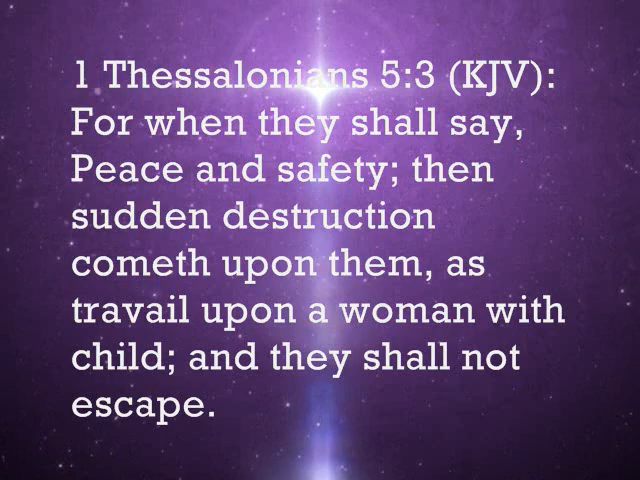 1 Thessalonians 5:3 (KJV):
For when they shall say,
Peace and safety; then
sudden destruction
cometh upon them, as
travail upon a woman with
child; and they shall not
escape.